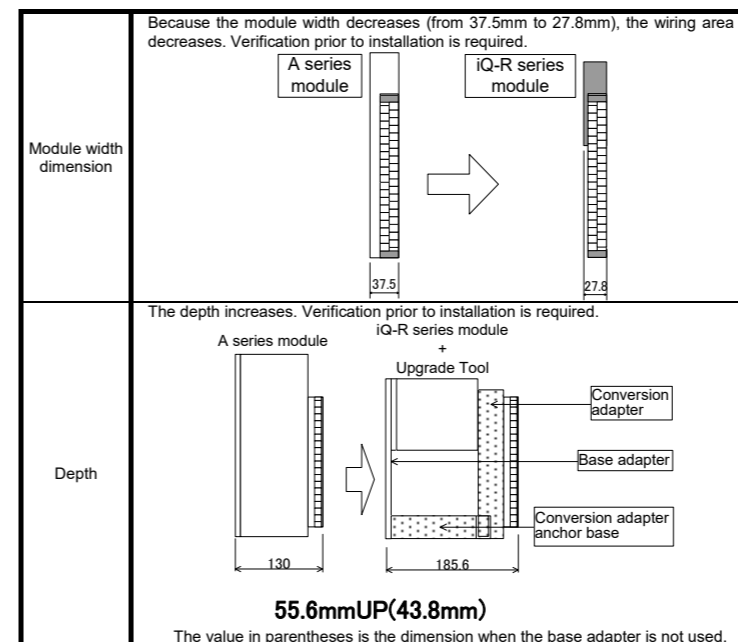 Because the module width decreases (from 37.5mm to 27.8mm), the wiring area
decreases. Verification prior to installation is required.
A series
module
iQ-R series
module
Module width
dimension
37.5
27.8
The depth increases. Verification prior to installation is required.
A series module
iQ-R series module
+
Upgrade Tool
Conversion
adapter
Base adapter
Depth
Conversion adapter
anchor base
130
185.6
55.6mmUP(43.8mm)
The value in parentheses is the dimension when the base adapter is not used.